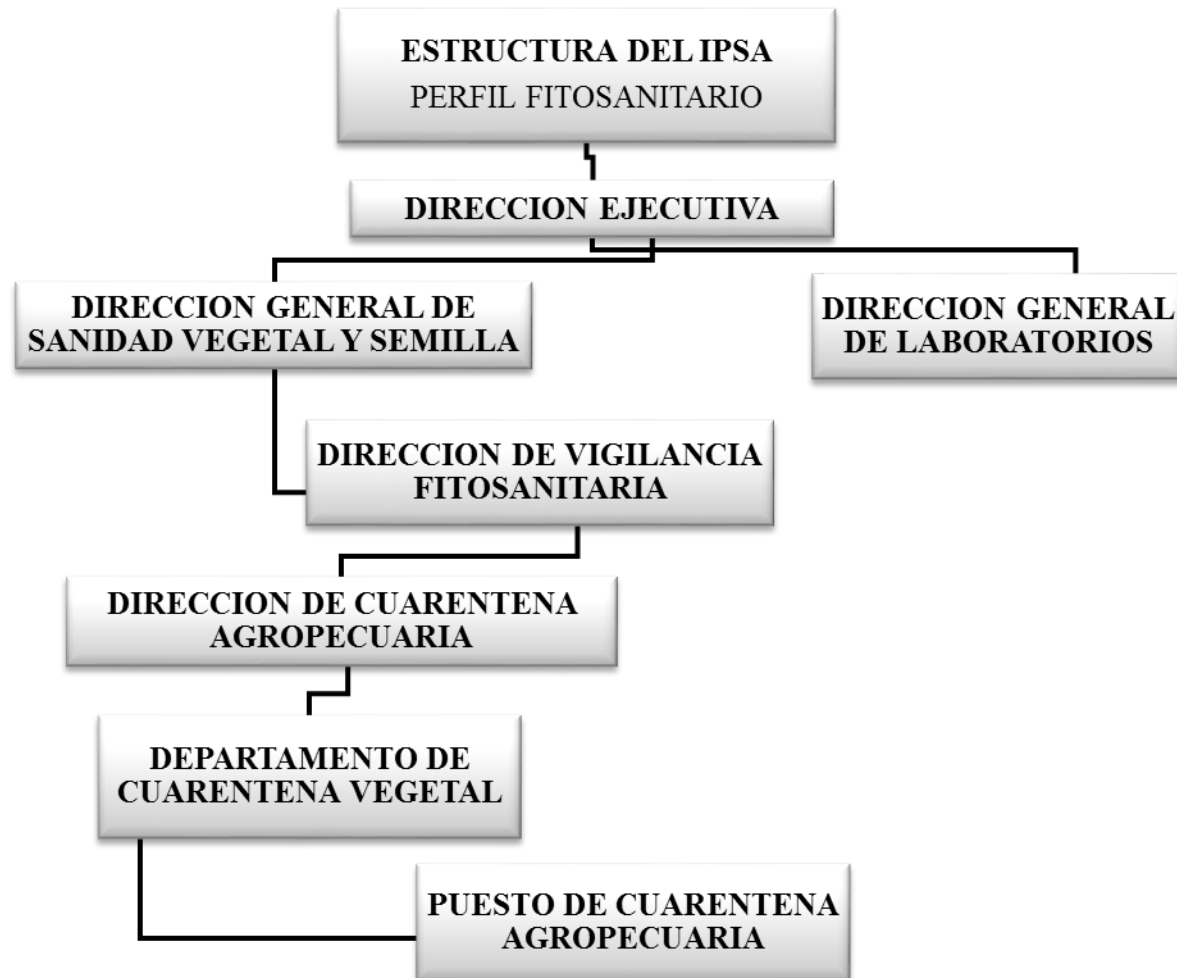 ESTRUCTURA DEL IPSA
PERFIL FITOSANITARIO
DIRECCION EJECUTIVA
DIRECCION GENERAL DE
SANIDAD VEGETAL Y SEMILLA
DIRECCION GENERAL
DE LABORATORIOS
DIRECCION DE VIGILANCIA
FITOSANITARIA
DIRECCION DE CUARENTENA
AGROPECUARIA
DEPARTAMENTO DE
CUARENTENA VEGETAL
PUESTO DE CUARENTENA
AGROPECUARIA